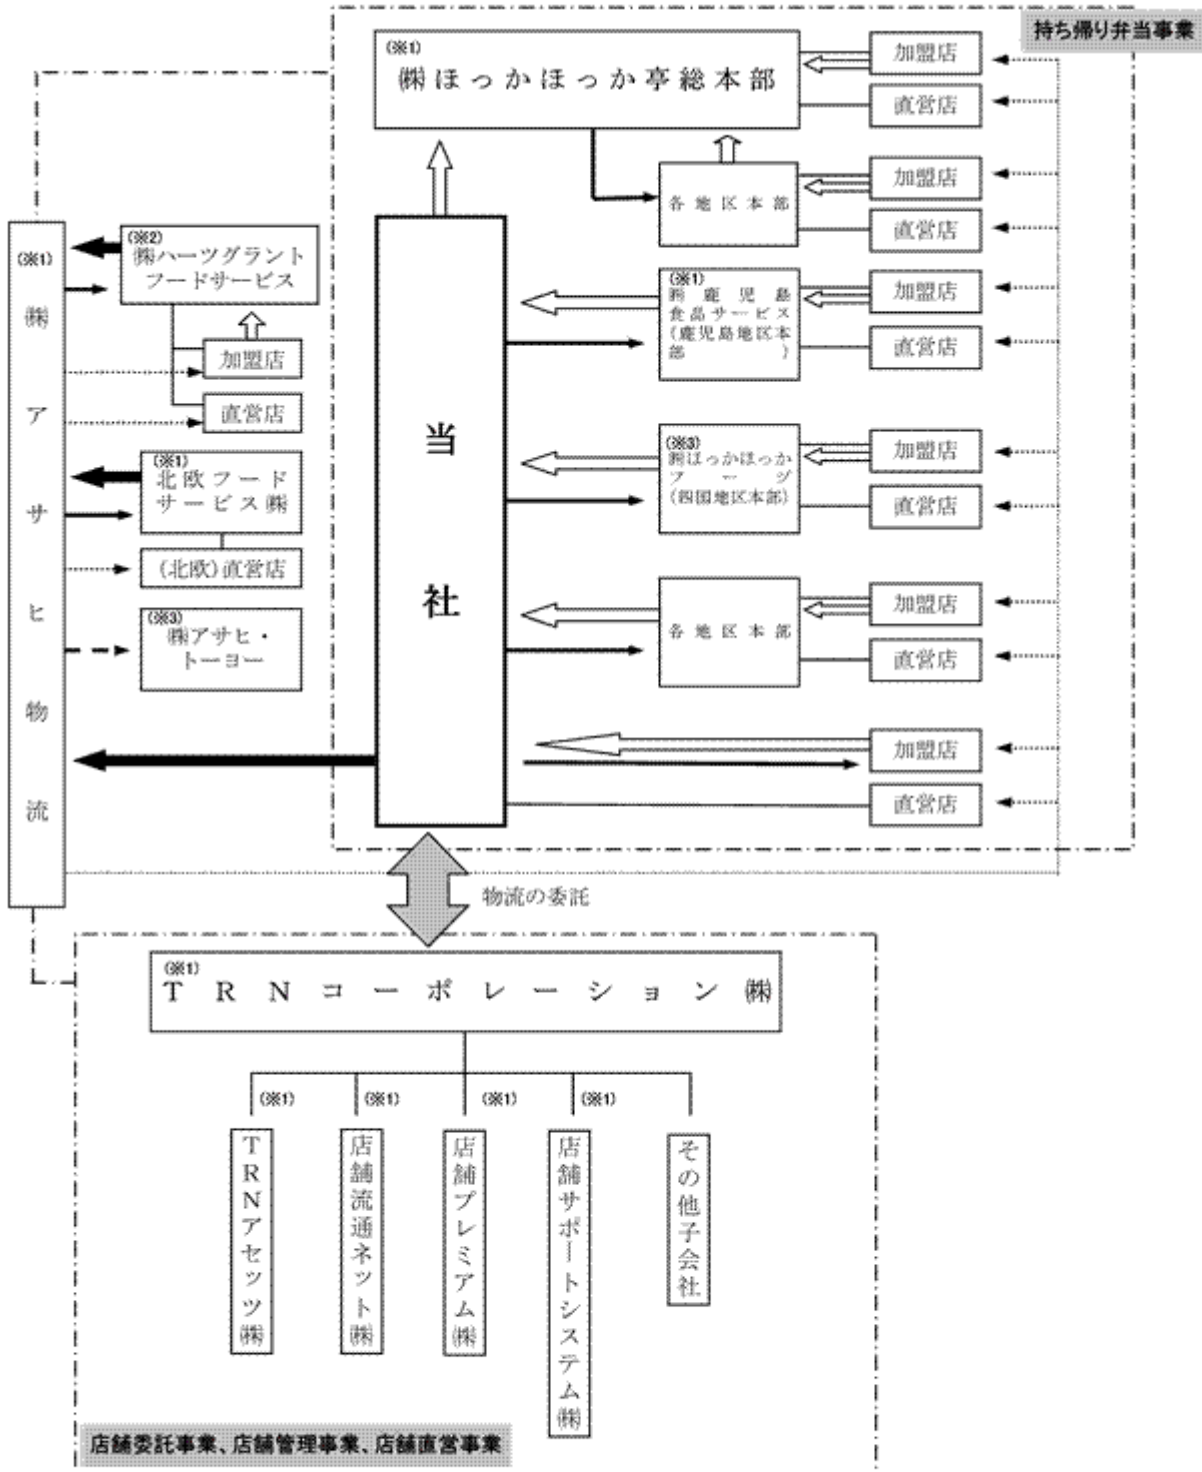 持ち帰り弁当事業
(※1)
㈱ほっかほっか亭総本部
加盟店
直営店
各地区本部
加盟店
直営店
(※1)
㈲鹿児島
食品サービス
(鹿児島地区本
部)
加盟店
直営店
(※3)
㈲ほっかほっか
フーヅ
(四国地区本部)
加盟店
直営店
各地区本部
加盟店
直営店
加盟店
直営店
当社
(※1)
㈱アサヒ物流
(※2)
㈱ハーツグラント
フードサービス
加盟店
直営店
(※1)
北欧フード
サービス㈱
(北欧)直営店
(※3)
㈱アサヒ・
トーヨー
物流の委託
(※1)
TRNコーポレーション㈱
(※1)
TRNアセッツ㈱
(※1)
店舗流通ネット㈱
(※1)
店舗プレミアム㈱
(※1)
店舗サポートシステム㈱
その他子会社
店舗委託事業、店舗管理事業、店舗直営事業